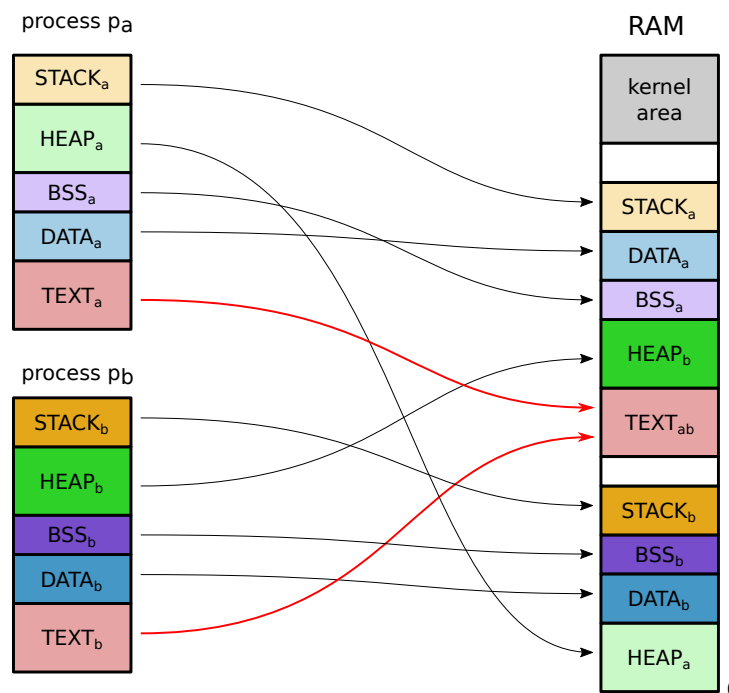 process pa
STACKa
HEAPa
BSSa
DATAa
TEXTa
process pb
STACKb
HEAPb
BSSb
DATAb
TEXTb
RAM
kernel
area
STACKa
DATAa
BSSa
HEAPb
TEXTab
STACKb
BSSb
DATAb
HEAPa